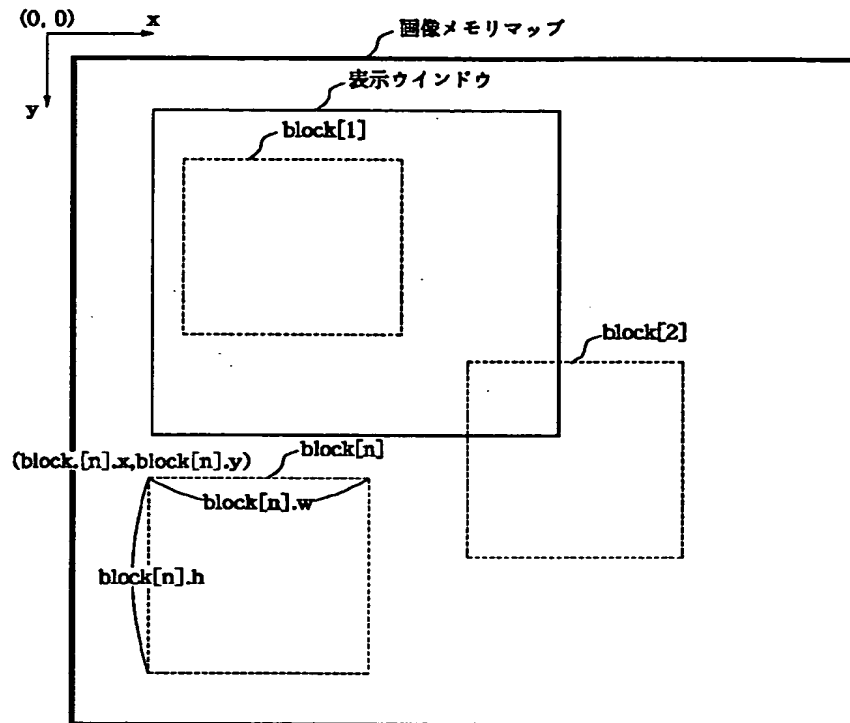 (0, 0)
x
画像メモリマップ
y
表示ウインドウ
block[1]
block[2]
block[n]
(block.[n].x,block[n].y)
block[n].w
block[n].h